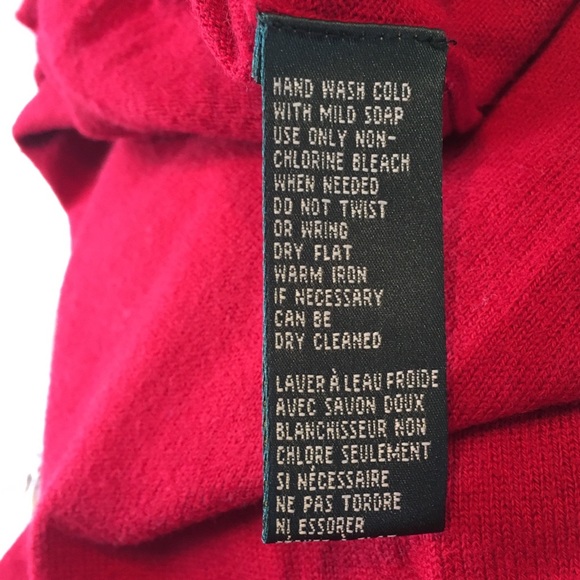 HAND WASH COLD
WITH MILD SOAP
USE ONLY NON-
CHLORINE BLEACH
WHEN NEEDED
DO NOT TWIST
OR WRING
DRY FLAT
WARM IRON
IF NECESSARY
CAN BE
DRY CLEANED
LAVER À LEAU FROIDE
AVEC SAVON DOUX
BLANCHISSEUR NON
CHLORE SEULEMENT
SI NÉCESSAIRE
NE PAS TORDRE
NI ESSORER